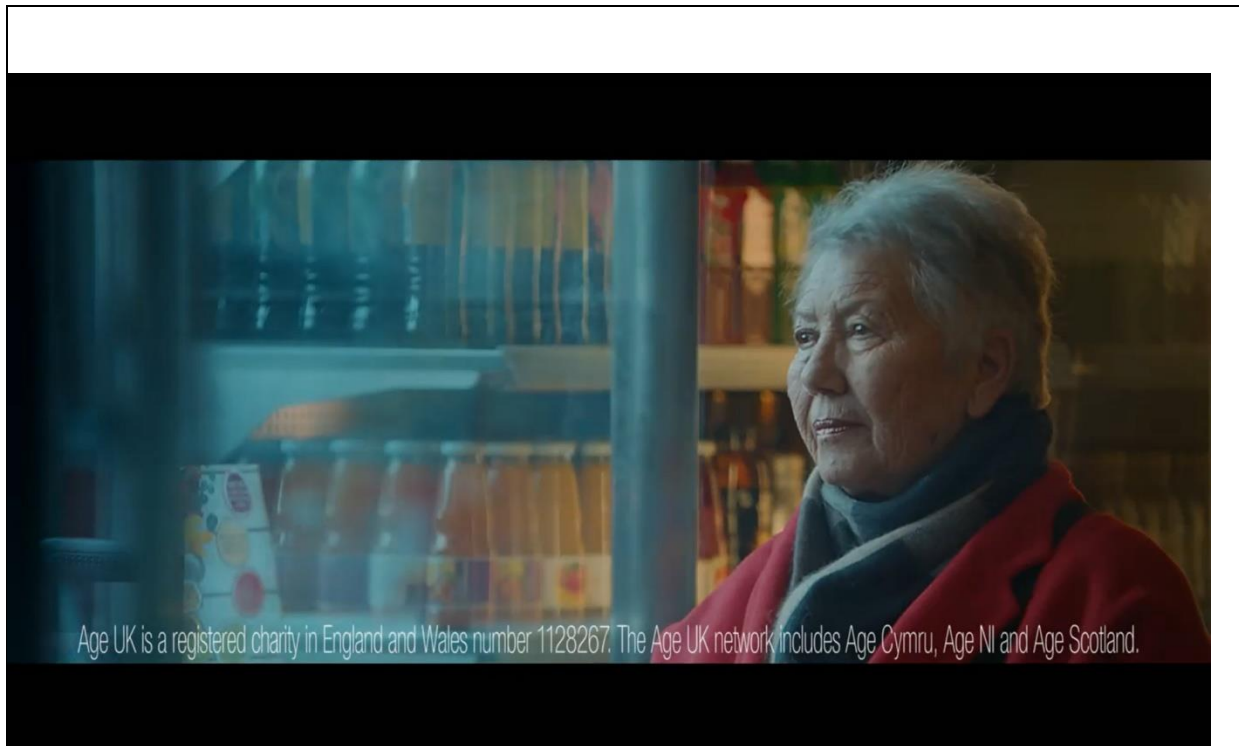 Age UK is a registered charity in England and Wales number 1128267. The Age UK network includes Age Cymru, Age NI and Age Scotland.